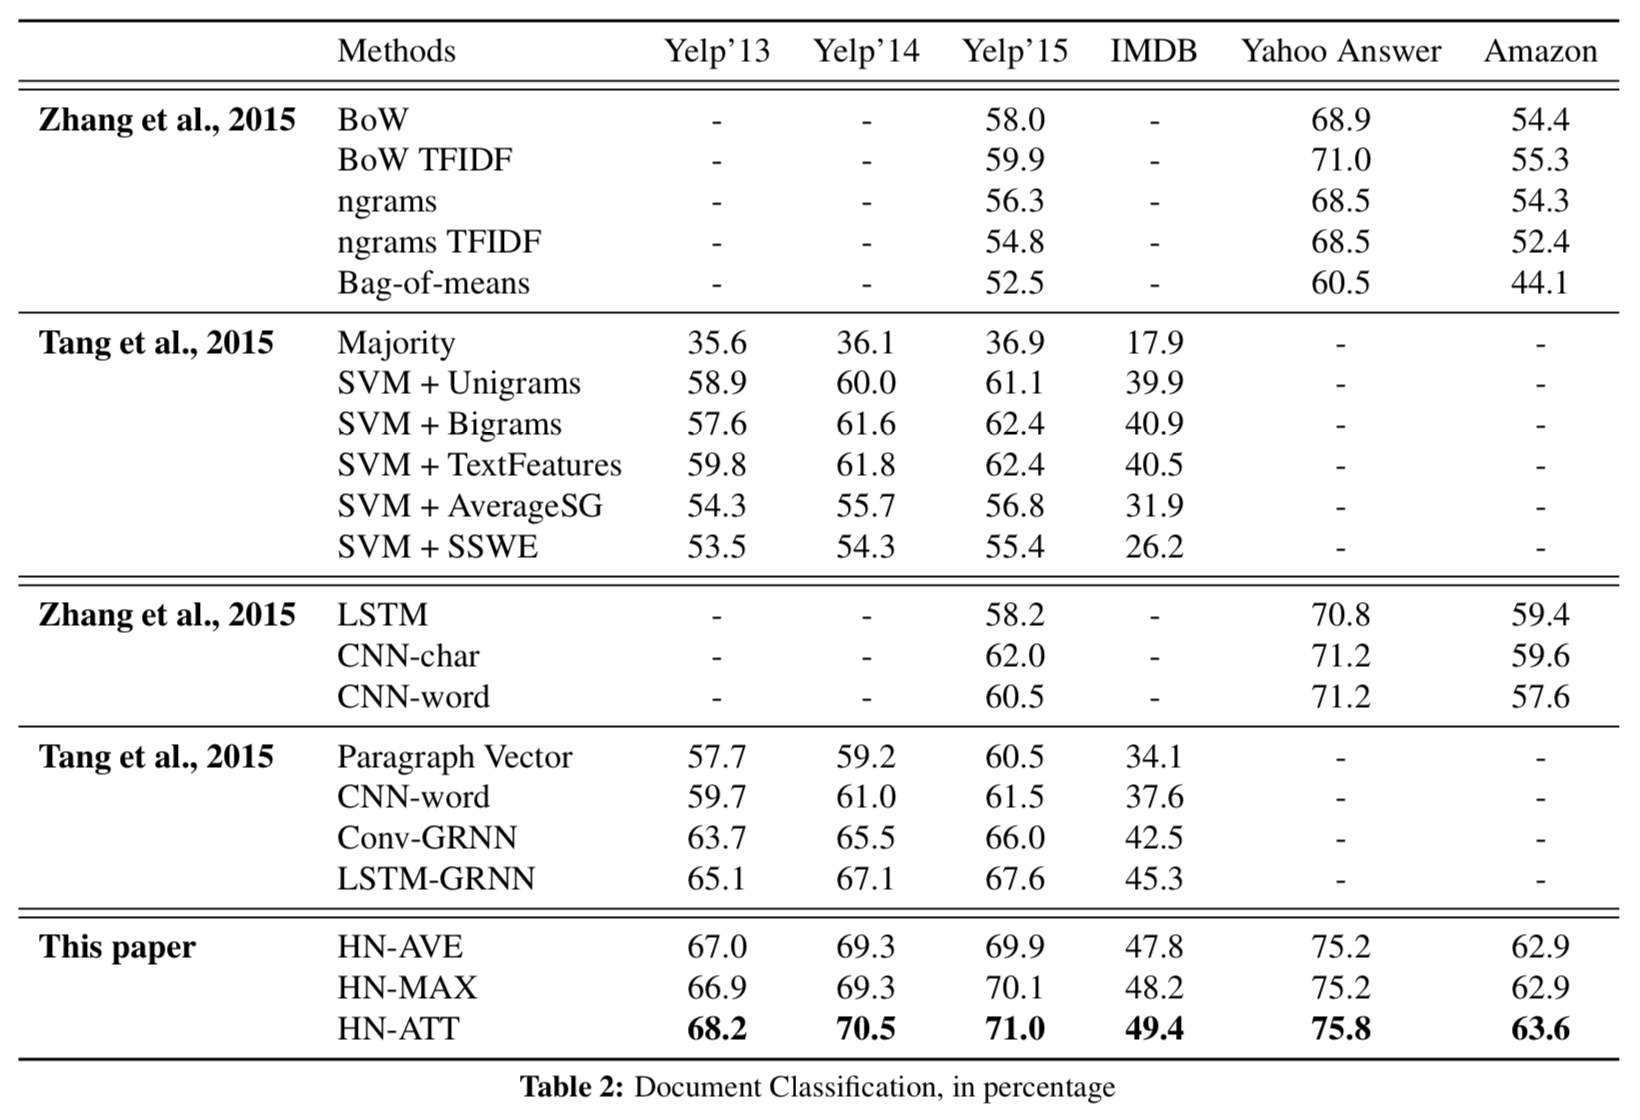 Methods Yelp’13 Yelp’14 Yelp’15 IMDB Yahoo Answer Amazon
Zhang et al., 2015 BoW - - 58.0 - 68.9 54.4
BoW TFIDF - - 59.9 - 71.0 55.3
ngrams - - 56.3 - 68.5 54.3
ngrams TFIDF - - 54.8 - 68.5 52.4
Bag-of-means - - 52.5 - 60.5 44.1
Tang et al., 2015 Majority 35.6 36.1 36.9 17.9 - -
SVM + Unigrams 58.9 60.0 61.1 39.9 - -
SVM + Bigrams 57.6 61.6 62.4 40.9 - -
SVM + TextFeatures 59.8 61.8 62.4 40.5 - -
SVM + AverageSG 54.3 55.7 56.8 31.9 - -
SVM + SSWE 53.5 54.3 55.4 26.2 - -
Zhang et al., 2015 LSTM - - 58.2 - 70.8 59.4
CNN-char - - 62.0 - 71.2 59.6
CNN-word - - 60.5 - 71.2 57.6
Tang et al., 2015 Paragraph Vector 57.7 59.2 60.5 34.1 - -
CNN-word 59.7 61.0 61.5 37.6 - -
Conv-GRNN 63.7 65.5 66.0 42.5 - -
LSTM-GRNN 65.1 67.1 67.6 45.3 - -
This paper HN-AVE 67.0 69.3 69.9 47.8 75.2 62.9
HN-MAX 66.9 69.3 70.1 48.2 75.2 62.9
HN-ATT 68.2 70.5 71.0 49.4 75.8 63.6
Table 2: Document Classification, in percentage